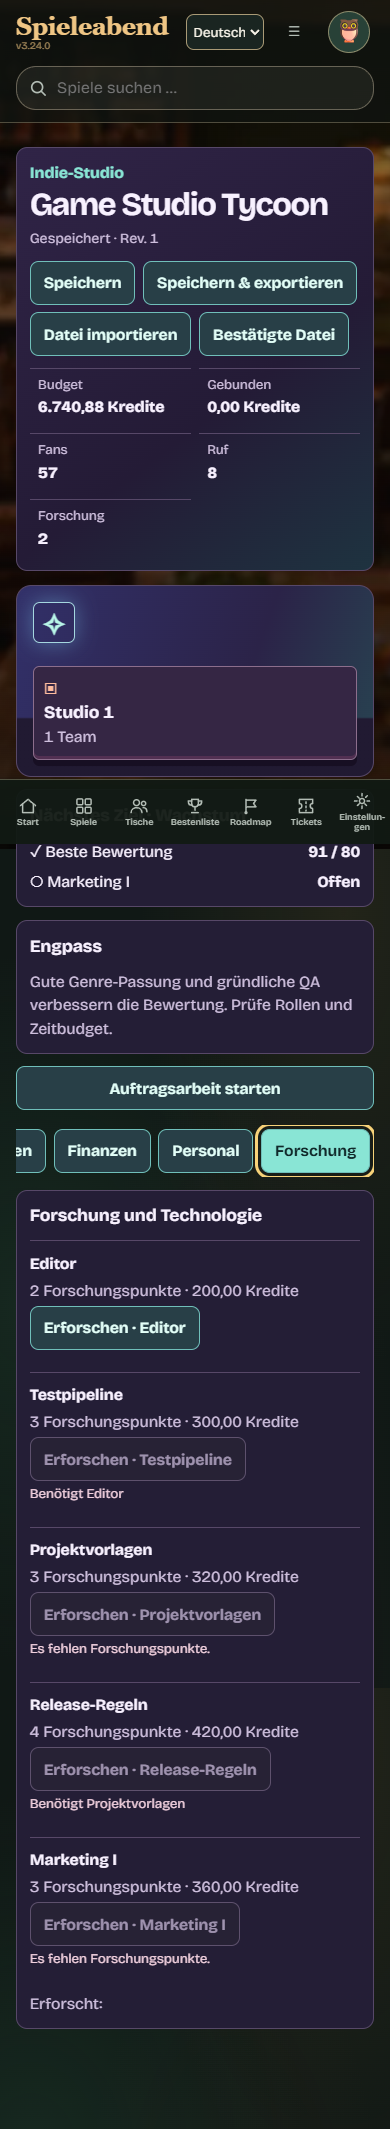 Spieleabend
v3.24.0
Deutsch
Spiele suchen ...
Indie-Studio
Game Studio Tycoon
Gespeichert · Rev. 1
Speichern
Speichern & exportieren
Datei importieren
Bestätigte Datei
Budget
6.740,88 Kredite
Gebunden
0,00 Kredite
Fans
57
Ruf
8
Forschung
2
Studio 1
1 Team
Start
Spiele
Tische
Bestenliste
Roadmap
Tickets
Einstellun-
gen
✓ Beste Bewertung
91 / 80
○ Marketing I
Offen
Engpass
Gute Genre-Passung und gründliche QA
verbessern die Bewertung. Prüfe Rollen und
Zeitbudget.
Auftragsarbeit starten
en
Finanzen
Personal
Forschung
Forschung und Technologie
Editor
2 Forschungspunkte · 200,00 Kredite
Erforschen · Editor
Testpipeline
3 Forschungspunkte · 300,00 Kredite
Erforschen · Testpipeline
Benötigt Editor
Projektvorlagen
3 Forschungspunkte · 320,00 Kredite
Erforschen · Projektvorlagen
Es fehlen Forschungspunkte.
Release-Regeln
4 Forschungspunkte · 420,00 Kredite
Erforschen · Release-Regeln
Benötigt Projektvorlagen
Marketing I
3 Forschungspunkte · 360,00 Kredite
Erforschen · Marketing I
Es fehlen Forschungspunkte.
Erforscht: